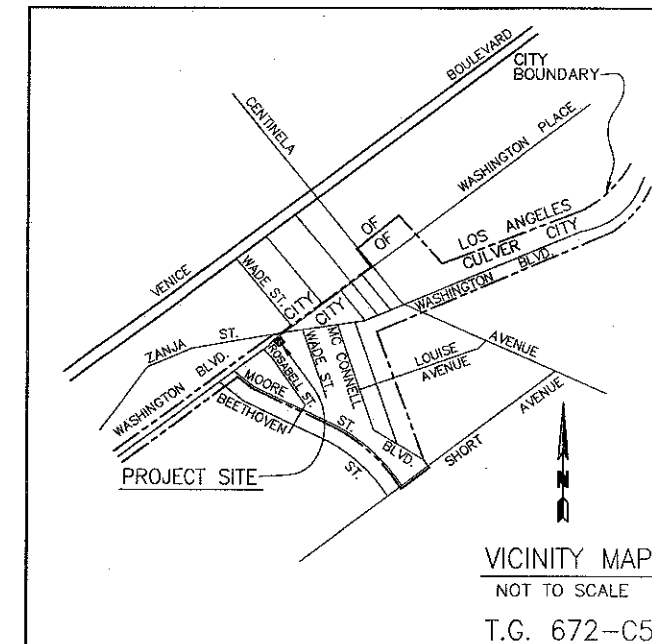 BOULEVARD
CITY
BOUNDARY
CENTINELA
WASHINGTON PLACE
OF
OF
LOS ANGELES
CULVER CITY
WASHINGTON BLVD.
VENICE
WADE ST.
CITY
CITY
ZANJA ST.
WASHINGTON BLVD.
ROSABELL ST.
WADE ST.
MC CONNELL
BLVD.
LOUISE
AVENUE
AVENUE
MOORE ST.
BEETHOVEN ST.
SHORT AVENUE
PROJECT SITE
N
VICINITY MAP
NOT TO SCALE
T.G. 672-C5